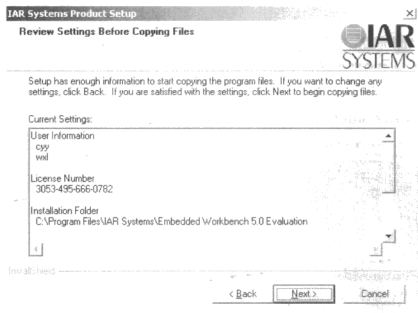 IAR Systems Product Setup
Review Settings Before Copying Files
IAR
SYSTEMS
Setup has enough information to start copying the program files. If you want to change any
settings, click Back. If you are satisfied with the settings, click Next to begin copying files.
Current Settings:
User Information
cyy
wxl
License Number
3053-495-666-0782
Installation Folder
C:\Program Files\IAR Systems\Embedded Workbench 5.0 Evaluation
InstallShield
< Back
Next >
Cancel